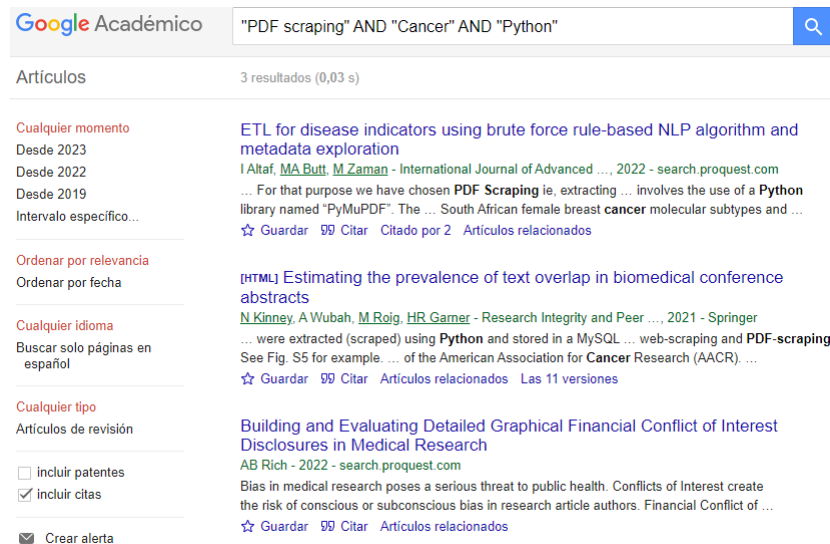 Google Académico
"PDF scraping" AND "Cancer" AND "Python"
Artículos
3 resultados (0,03 s)
Cualquier momento
Desde 2023
Desde 2022
Desde 2019
Intervalo específico...
Ordenar por relevancia
Ordenar por fecha
Cualquier idioma
Buscar solo páginas en
español
Cualquier tipo
Artículos de revisión
incluir patentes
incluir citas
Crear alerta
ETL for disease indicators using brute force rule-based NLP algorithm and
metadata exploration
I Altaf, MA Butt, M Zaman - International Journal of Advanced …, 2022 - search.proquest.com
… For that purpose we have chosen PDF Scraping ie, extracting … involves the use of a Python
library named “PyMuPDF”. The … South African female breast cancer molecular subtypes and …
Guardar Citar Citado por 2 Artículos relacionados
[HTML] Estimating the prevalence of text overlap in biomedical conference
abstracts
N Kinney, A Wubah, M Roig, HR Garner - Research Integrity and Peer …, 2021 - Springer
… were extracted (scraped) using Python and stored in a MySQL … web-scraping and PDF-scraping
See Fig. S5 for example. … of the American Association for Cancer Research (AACR). …
Guardar Citar Artículos relacionados Las 11 versiones
Building and Evaluating Detailed Graphical Financial Conflict of Interest
Disclosures in Medical Research
AB Rich - 2022 - search.proquest.com
Bias in medical research poses a serious threat to public health. Conflicts of Interest create
the risk of conscious or subconscious bias in research article authors. Financial Conflict of …
Guardar Citar Artículos relacionados